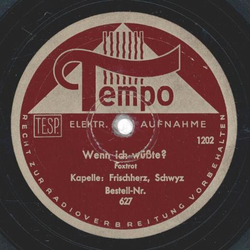 Tempo
TESP. ELEKTR. AUFNAHME
1202
Wenn ich wüßte?
Foxtrot
Kapelle: Frischherz, Schwyz
Bestell-Nr.
627
RECHT ZUR RADIOVERBREITUNG VORBEHALTEN